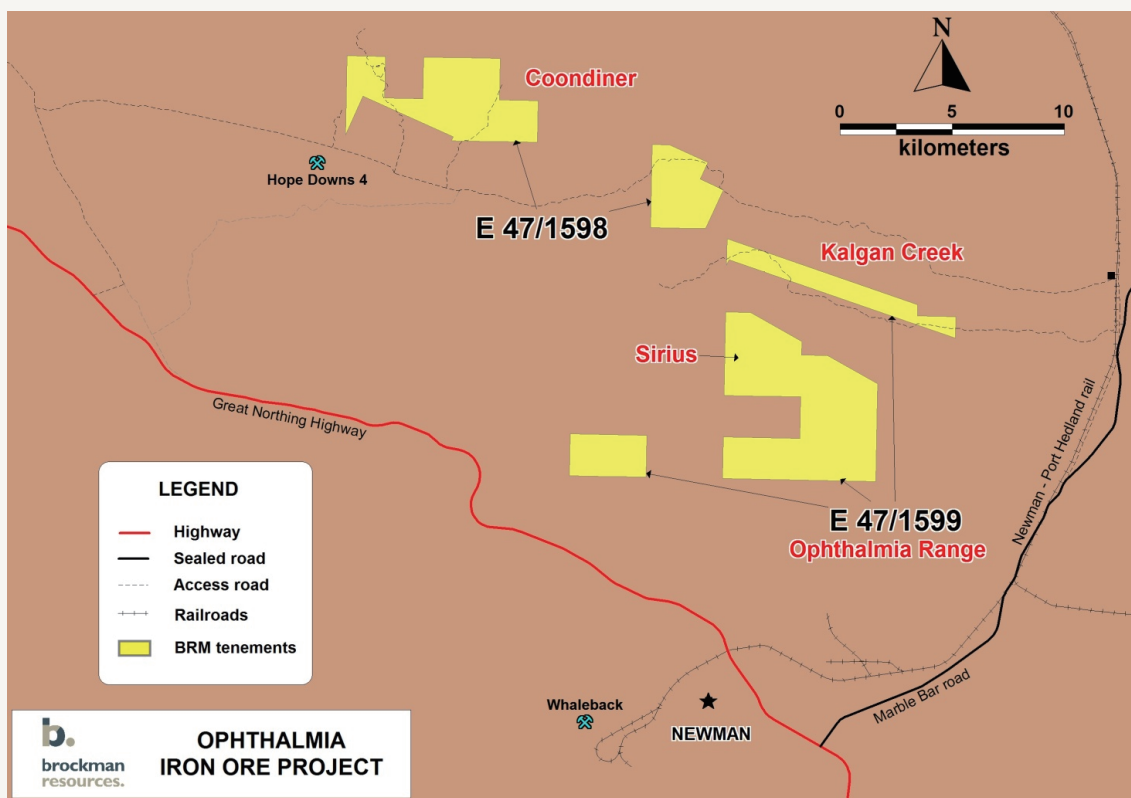 Coondiner
N
0 5 10
kilometers
Hope Downs 4
E 47/1598
Kalgan Creek
Sirius
Great Northing Highway
Newman - Port Hedland rail
E 47/1599
Ophthalmia Range
LEGEND
Highway
Sealed road
Access road
Railroads
BRM tenements
Whaleback
NEWMAN
Marble Bar road
b.
brockman
resources.
OPHTHALMIA
IRON ORE PROJECT